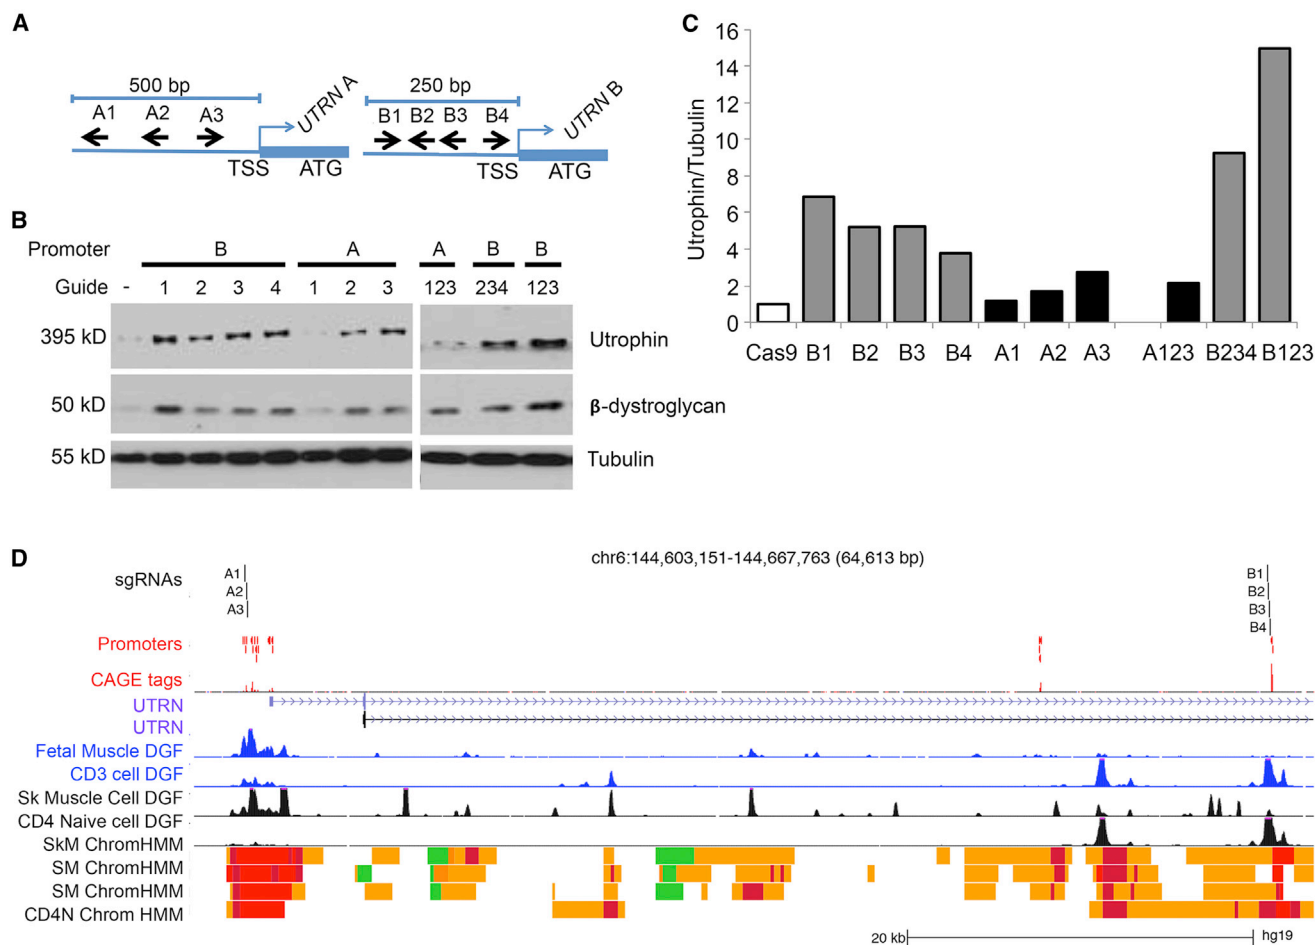 A
500 bp
A1 A2 A3
UTRN A
TSS ATG
250 bp
B1 B2 B3 B4
UTRN B
TSS ATG
B
Promoter B A A B B
Guide - 1 2 3 4 1 2 3 123 234 123
395 kD Utrophin
50 kD β-dystroglycan
55 kD Tubulin
C
Utrophin/Tubulin
16
14
12
10
8
6
4
2
0
Cas9 B1 B2 B3 B4 A1 A2 A3 A123 B234 B123
D
chr6:144,603,151-144,667,763 (64,613 bp)
sgRNAs
A1
A2
A3
B1
B2
B3
B4
Promoters
CAGE tags
UTRN
UTRN
Fetal Muscle DGF
CD3 cell DGF
Sk Muscle Cell DGF
CD4 Naive cell DGF
SkM ChromHMM
SM ChromHMM
SM ChromHMM
CD4N Chrom HMM
20 kb hg19